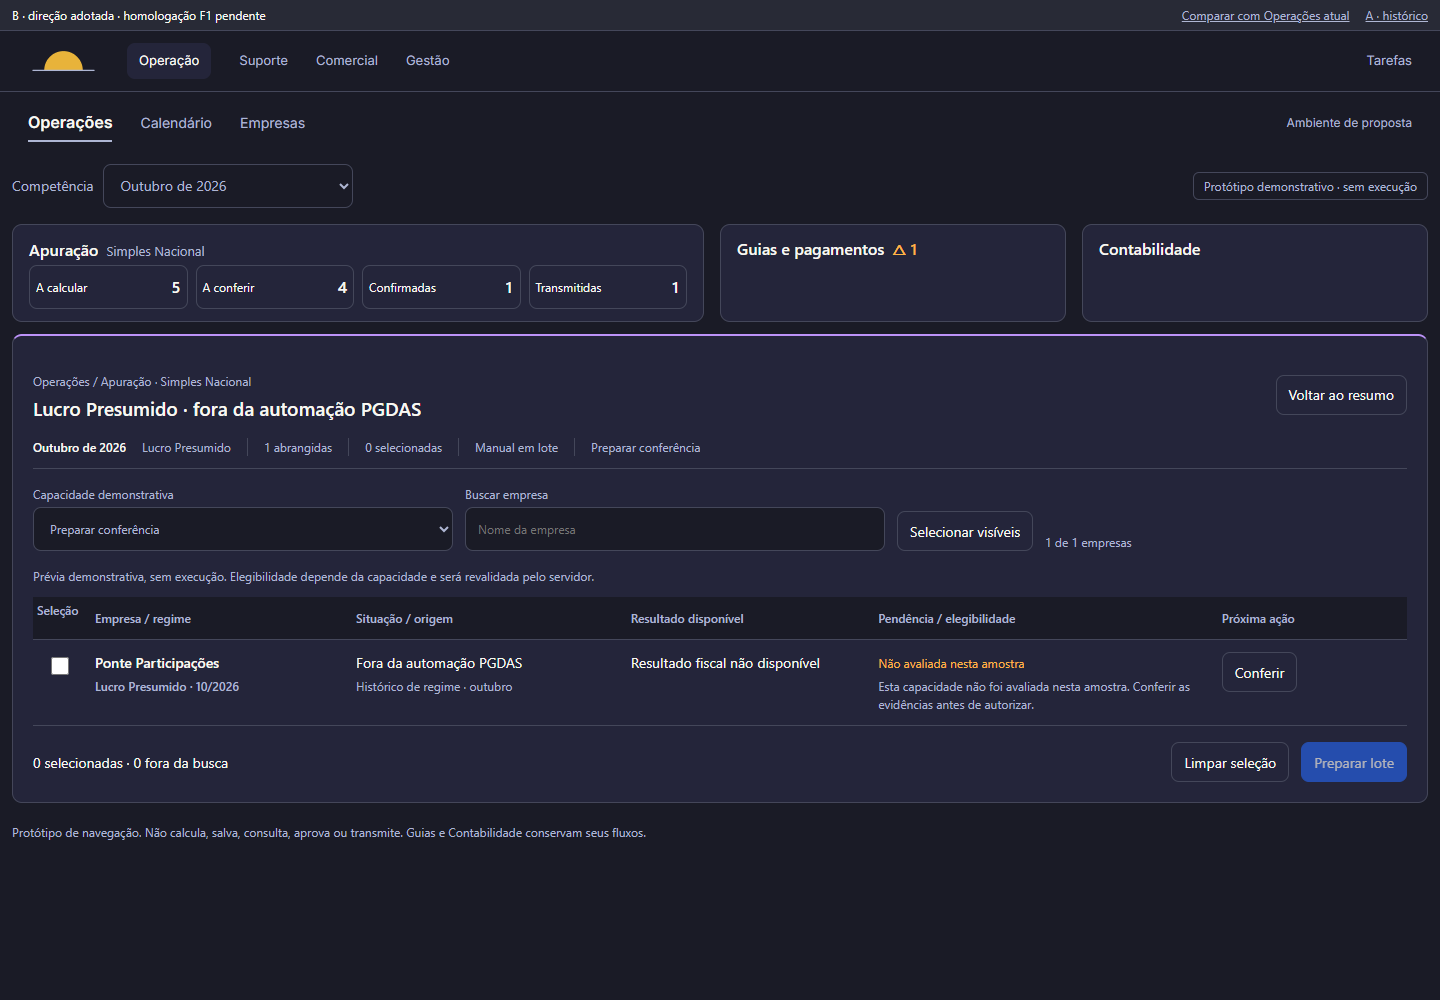 B · direção adotada · homologação F1 pendente
Comparar com Operações atual
A · histórico
Operação
Suporte
Comercial
Gestão
Tarefas
Operações
Calendário
Empresas
Ambiente de proposta
Competência
Outubro de 2026
Protótipo demonstrativo · sem execução
Apuração Simples Nacional
A calcular 5
A conferir 4
Confirmadas 1
Transmitidas 1
Guias e pagamentos △ 1
Contabilidade
Operações / Apuração · Simples Nacional
Lucro Presumido · fora da automação PGDAS
Voltar ao resumo
Outubro de 2026
Lucro Presumido
1 abrangidas
0 selecionadas
Manual em lote
Preparar conferência
Capacidade demonstrativa
Preparar conferência
Buscar empresa
Nome da empresa
Selecionar visíveis
1 de 1 empresas
Prévia demonstrativa, sem execução. Elegibilidade depende da capacidade e será revalidada pelo servidor.
Seleção
Empresa / regime
Situação / origem
Resultado disponível
Pendência / elegibilidade
Próxima ação
Ponte Participações
Lucro Presumido · 10/2026
Fora da automação PGDAS
Histórico de regime · outubro
Resultado fiscal não disponível
Não avaliada nesta amostra
Esta capacidade não foi avaliada nesta amostra. Conferir as
evidências antes de autorizar.
Conferir
0 selecionadas · 0 fora da busca
Limpar seleção
Preparar lote
Protótipo de navegação. Não calcula, salva, consulta, aprova ou transmite. Guias e Contabilidade conservam seus fluxos.